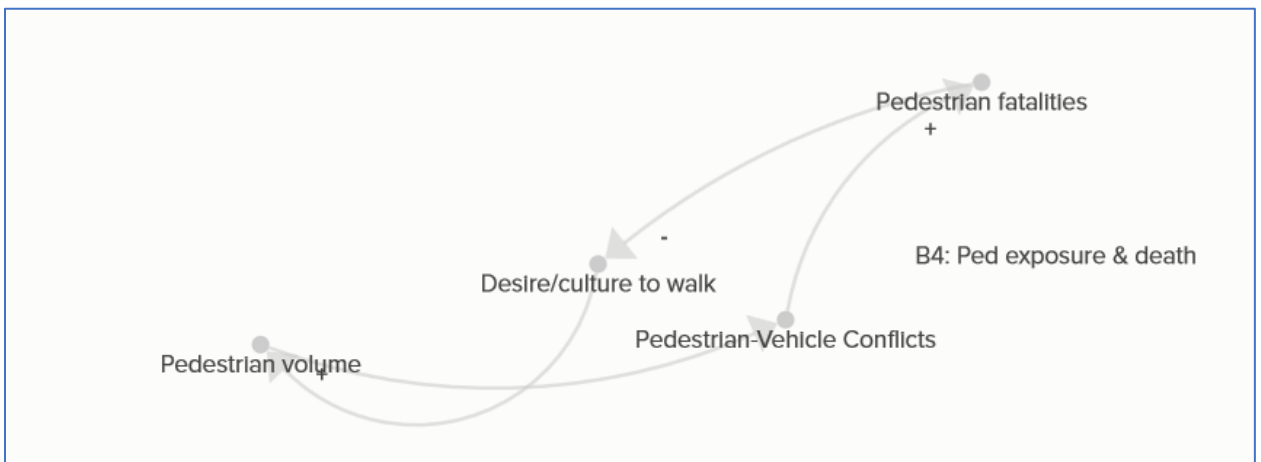 Pedestrian fatalities
+
-
B4: Ped exposure & death
Desire/culture to walk
Pedestrian-Vehicle Conflicts
Pedestrian volume
+